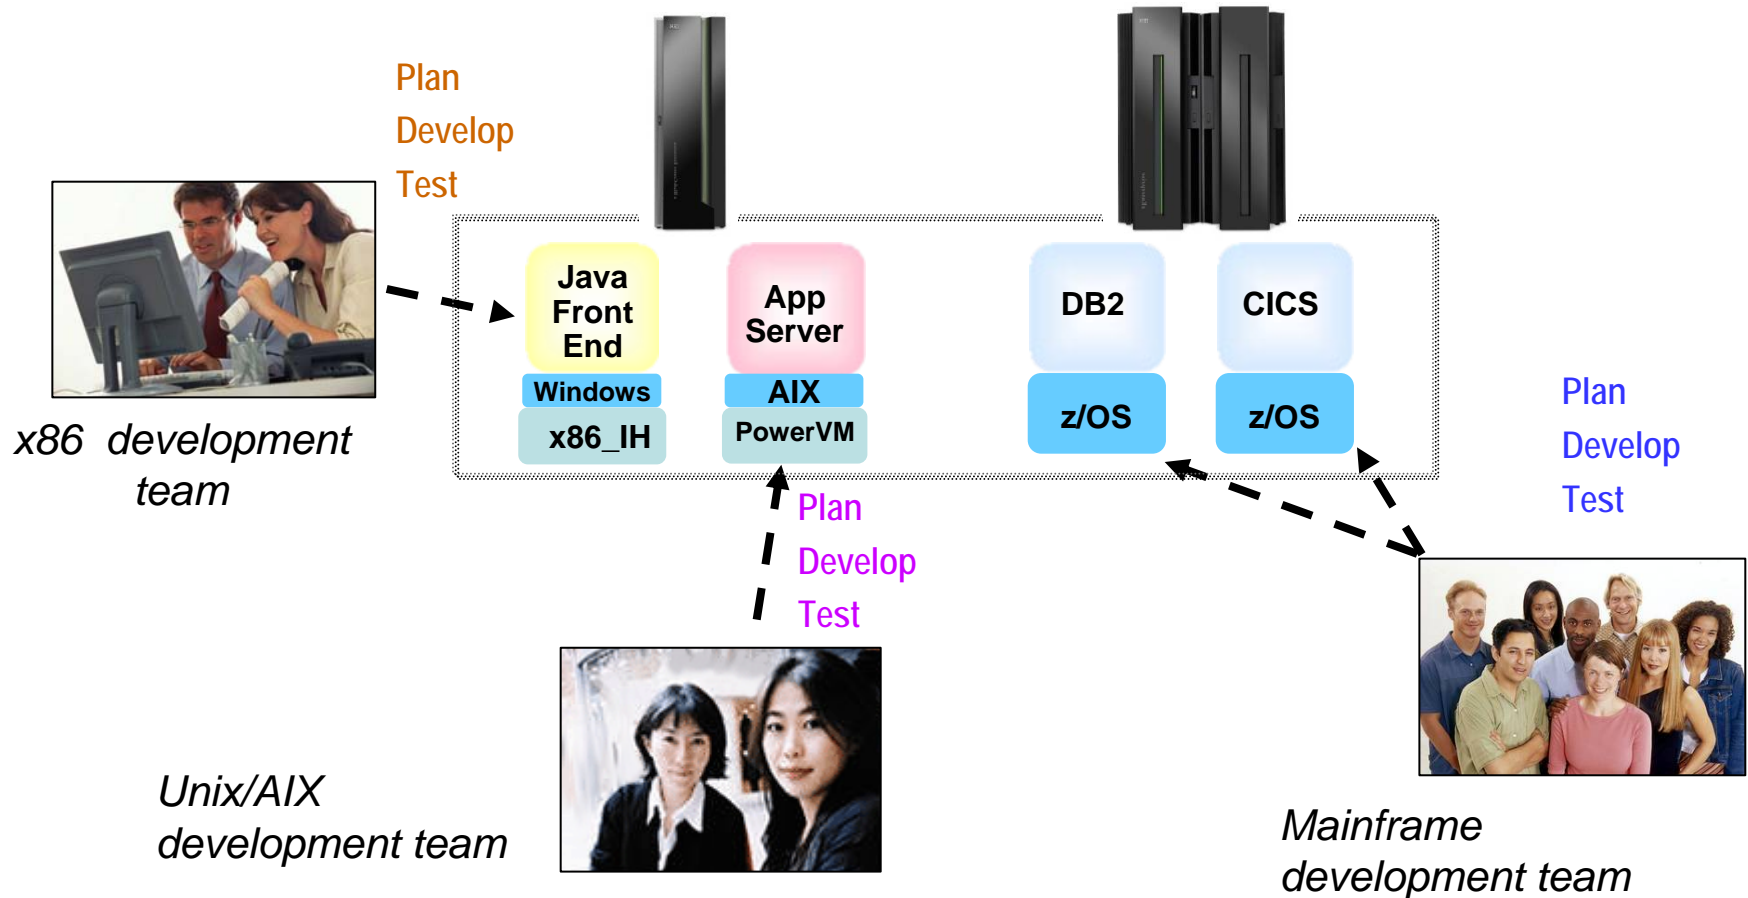 Plan
Develop
Test
Java
Front
End
Windows
x86_IH
App
Server
AIX
PowerVM
DB2
z/OS
CICS
z/OS
x86  development
team
Plan
Develop
Test
Unix/AIX
development team
Plan
Develop
Test
Mainframe
development team